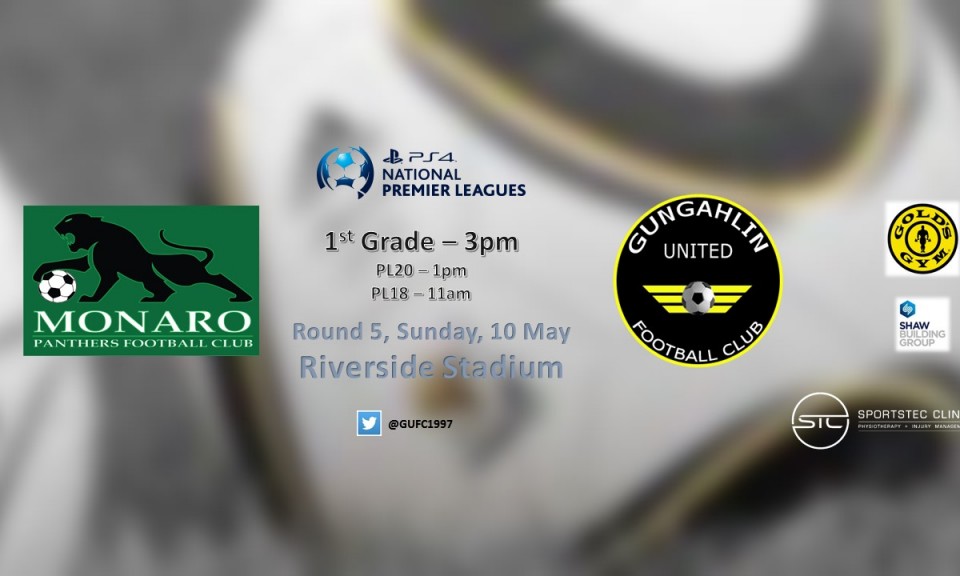 PS4
NATIONAL
PREMIER LEAGUES
1st Grade – 3pm
PL20 – 1pm
PL18 – 11am
Round 5, Sunday, 10 May
Riverside Stadium
@GUFC1997
MONARO
PANTHERS FOOTBALL CLUB
GUNGAHLIN
UNITED
FOOTBALL CLUB
GOLD'S
GYM
SHAW
BUILDING
GROUP
STC
SPORTSTEC CLIN
PHYSIOTHERAPY + INJURY MANAGEM